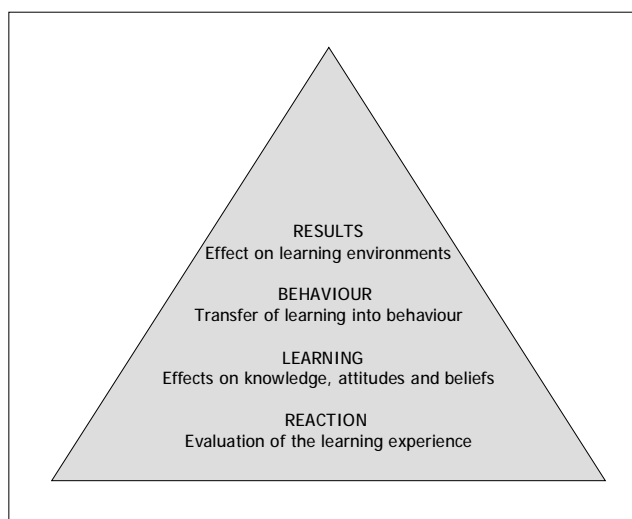 RESULTS
Effect on learning environments
BEHAVIOUR
Transfer of learning into behaviour
LEARNING
Effects on knowledge, attitudes and beliefs
REACTION
Evaluation of the learning experience